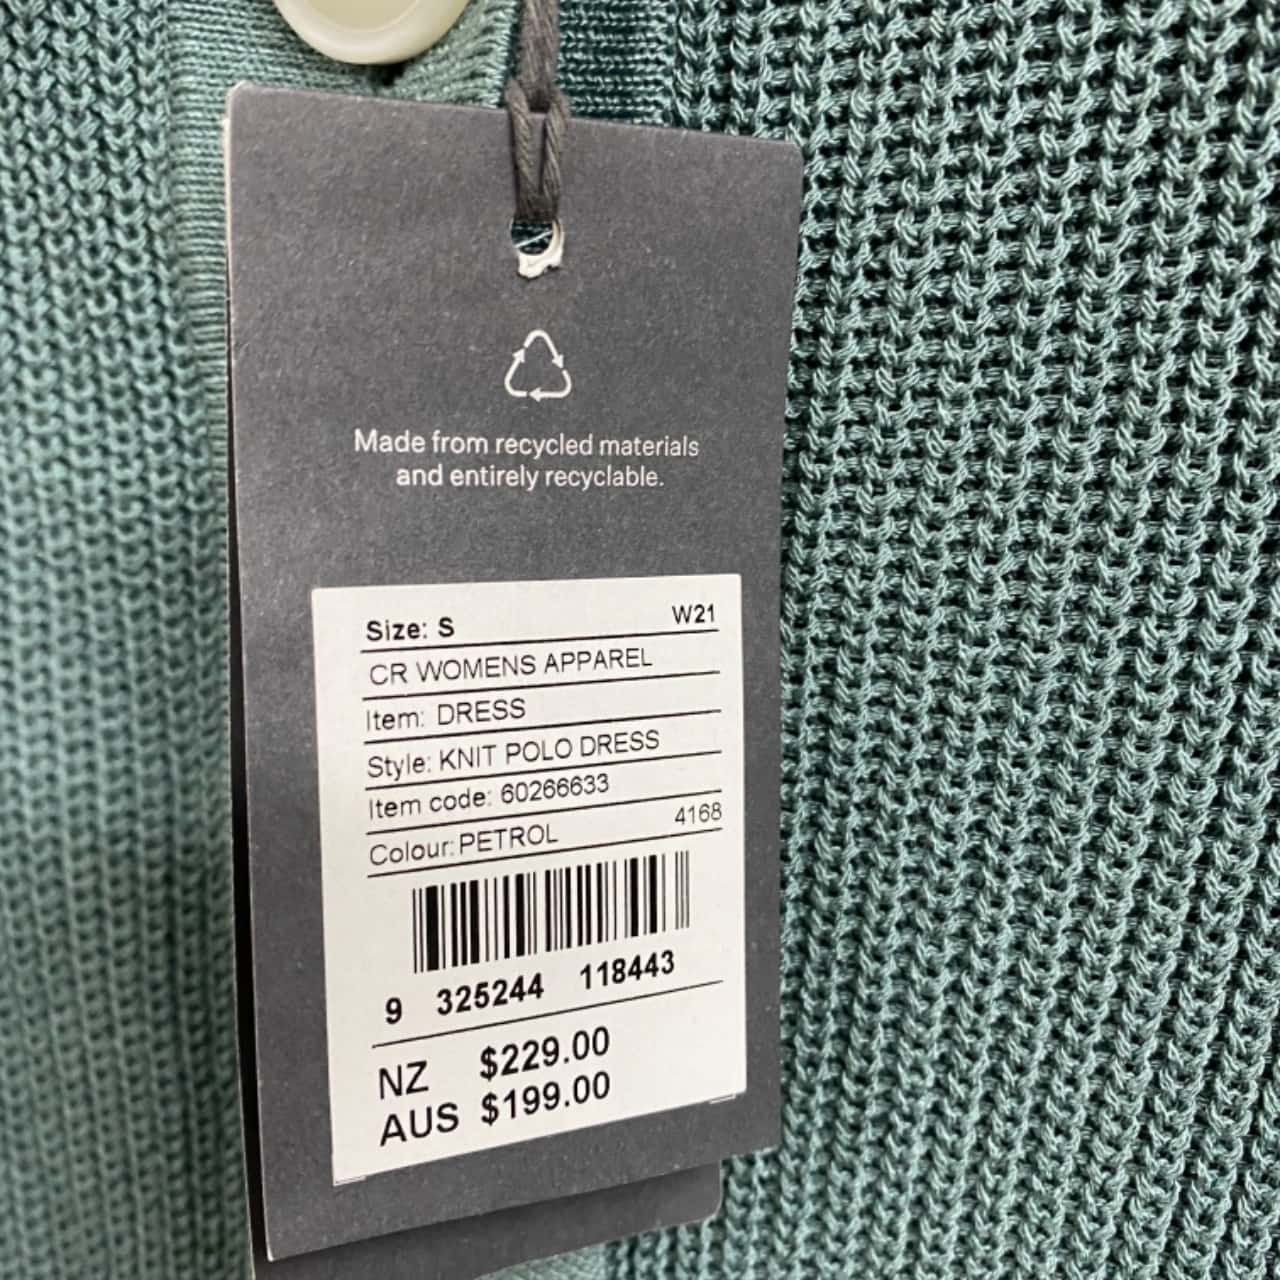 Made from recycled materials
and entirely recyclable.
Size: S W21
CR WOMENS APPAREL
Item: DRESS
Style: KNIT POLO DRESS
Item code: 60266633
Colour: PETROL 4168
9 325244 118443
NZ $229.00
AUS $199.00